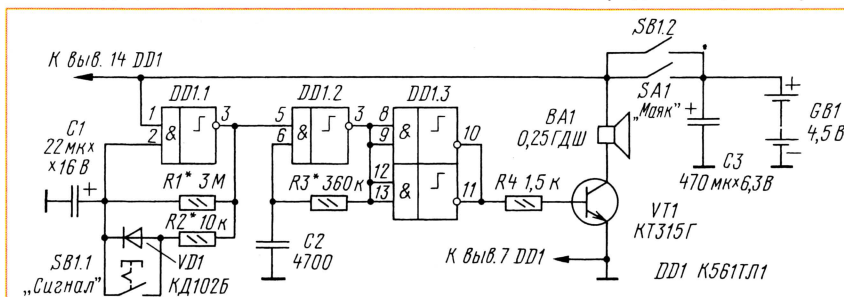 SB1.2
К выв. 14 DD1
DD1.1
DD1.2
DD1.3
SA1
"Маяк"
BA1
0,25ГДШ
GB1
4,5 В
C1
22 мк×
×16 В
1
2
&
3
5
6
&
3
8
9
&
10
12
13
&
11
R1* 3 М
R2* 10 к
R3* 360 к
R4 1,5 к
C3
470 мк×6,3В
VT1
КТ315Г
C2
4700
SB1.1
„Сигнал"
VD1
КД102Б
К выв. 7 DD1
DD1 К561ТЛ1